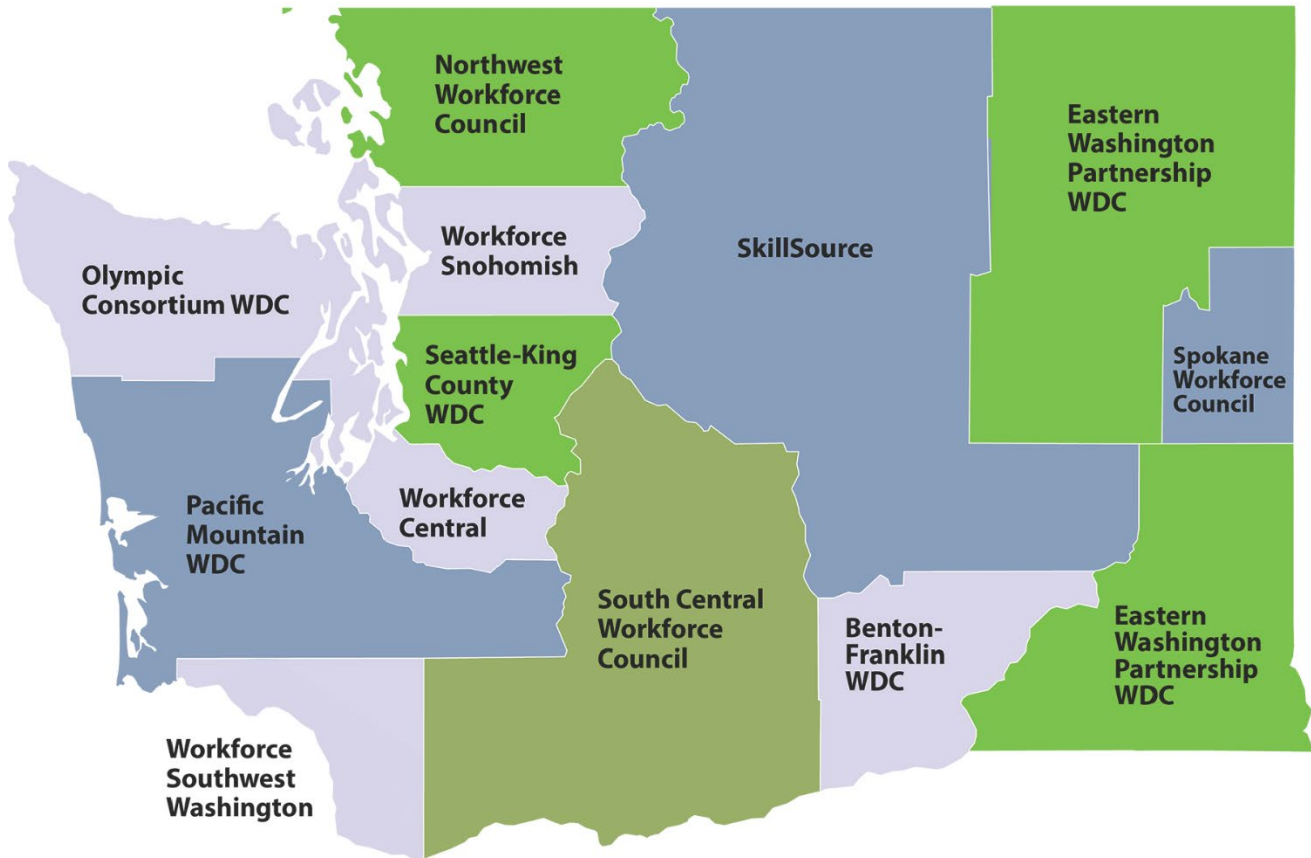 Northwest
Workforce
Council
Eastern
Washington
Partnership
WDC
Workforce
Snohomish
SkillSource
Olympic
Consortium WDC
Seattle-King
County
WDC
Spokane
Workforce
Council
Workforce
Central
Pacific
Mountain
WDC
South Central
Workforce
Council
Benton-
Franklin
WDC
Eastern
Washington
Partnership
WDC
Workforce
Southwest
Washington